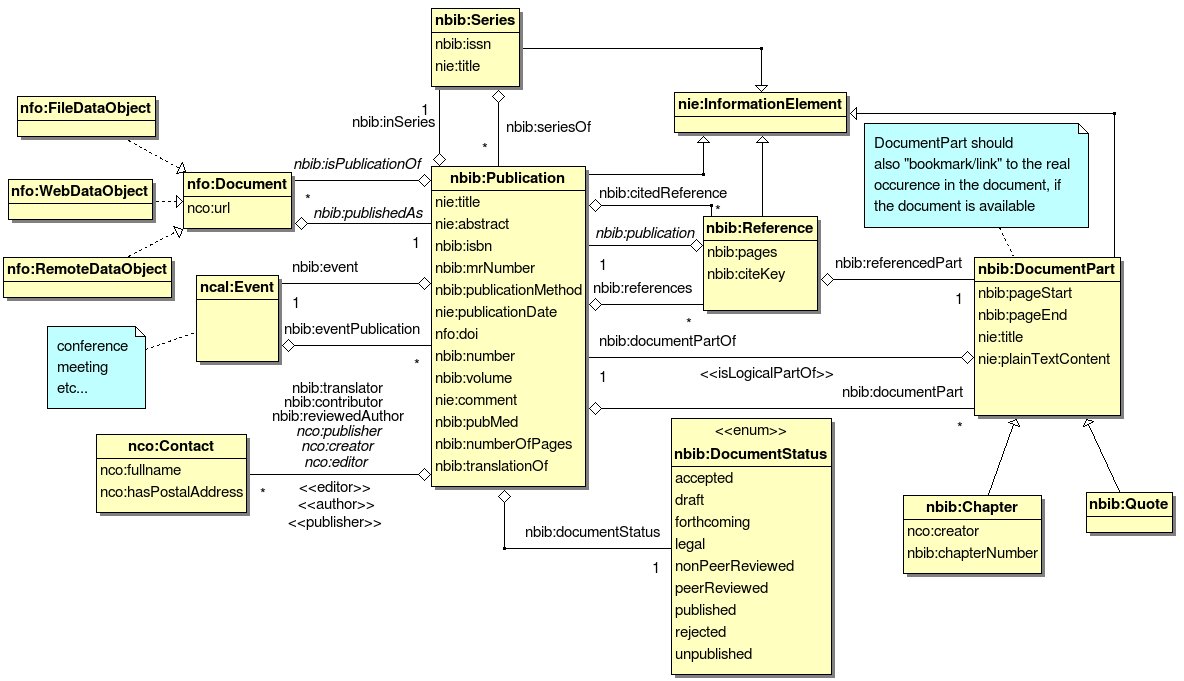 nbib:Series
nbib:issn
nie:title
nfo:FileDataObject
nfo:WebDataObject
nfo:RemoteDataObject
nfo:Document
nco:url
1
nbib:inSeries
nbib:seriesOf
*
nbib:isPublicationOf
*
nbib:publishedAs
1
nbib:event
1
nbib:eventPublication
*
ncal:Event
conference
meeting
etc...
nbib:translator
nbib:contributor
nbib:reviewedAuthor
nco:publisher
nco:creator
nco:editor
*
<<editor>>
<<author>>
<<publisher>>
nco:Contact
nco:fullname
nco:hasPostalAddress
nbib:Publication
nie:title
nie:abstract
nbib:isbn
nbib:mrNumber
nbib:publicationMethod
nie:publicationDate
nfo:doi
nbib:number
nbib:volume
nie:comment
nbib:pubMed
nbib:numberOfPages
nbib:translationOf
nie:InformationElement
DocumentPart should
also "bookmark/link" to the real
occurence in the document, if
the document is available
nbib:citedReference
*
nbib:publication
1
nbib:references
*
nbib:Reference
nbib:pages
nbib:citeKey
nbib:referencedPart
1
nbib:documentPartOf
1
<<isLogicalPartOf>>
nbib:documentPart
*
nbib:DocumentPart
nbib:pageStart
nbib:pageEnd
nie:title
nie:plainTextContent
nbib:documentStatus
1
<<enum>>
nbib:DocumentStatus
accepted
draft
forthcoming
legal
nonPeerReviewed
peerReviewed
published
rejected
unpublished
nbib:Chapter
nco:creator
nbib:chapterNumber
nbib:Quote